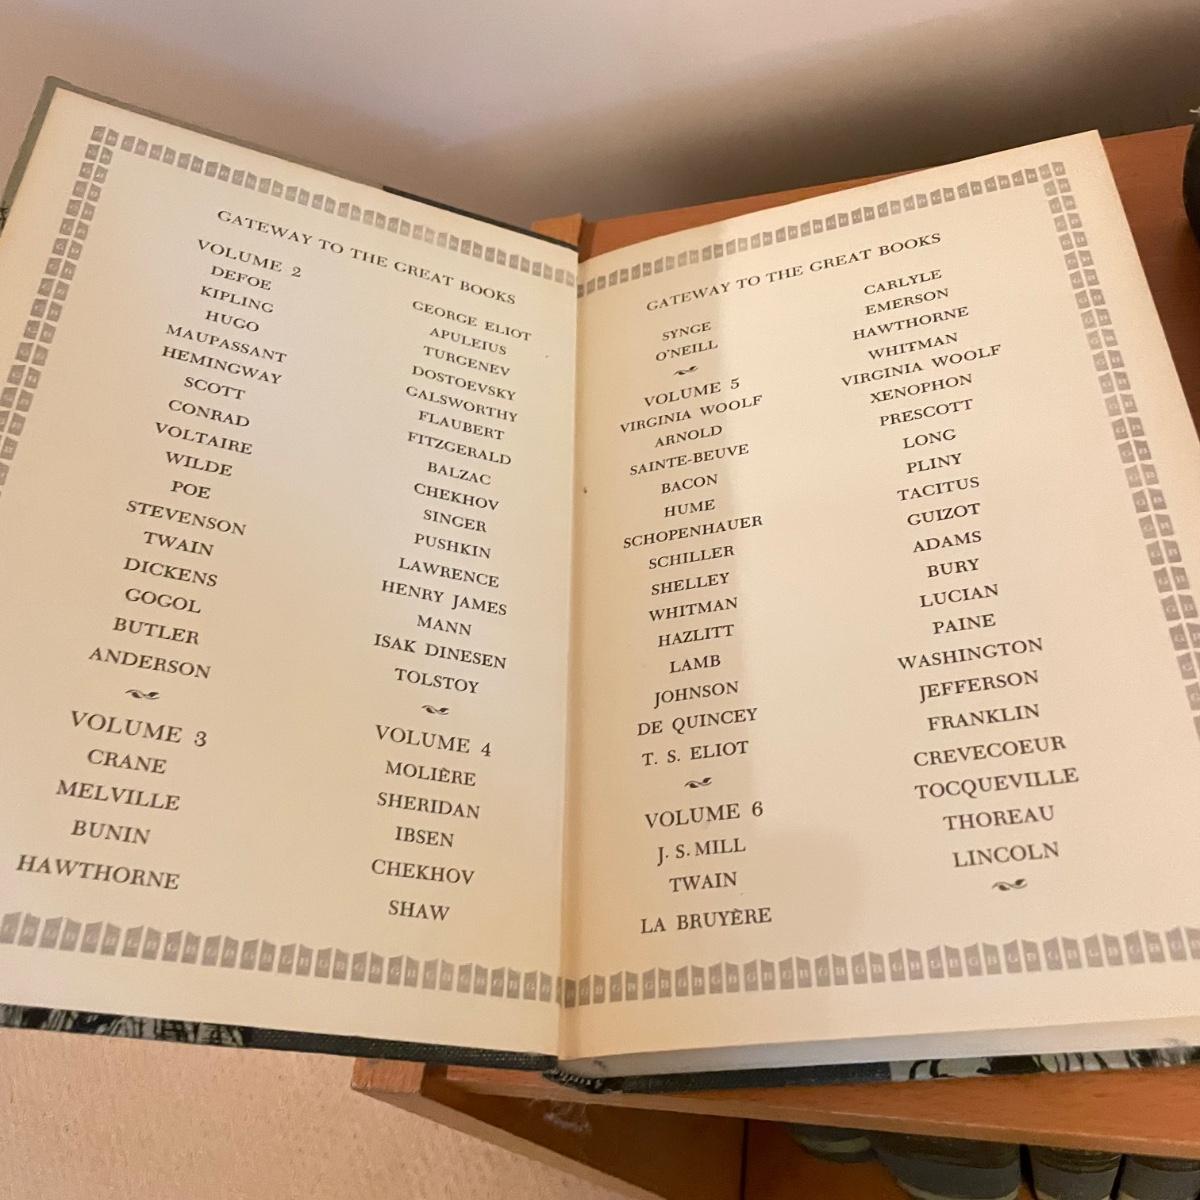 GATEWAY TO THE GREAT BOOKS
VOLUME 2
DEFOE
KIPLING
HUGO
MAUPASSANT
HEMINGWAY
SCOTT
CONRAD
VOLTAIRE
WILDE
POE
STEVENSON
TWAIN
DICKENS
GOGOL
BUTLER
ANDERSON
VOLUME 3
CRANE
MELVILLE
BUNIN
HAWTHORNE
GEORGE ELIOT
APULEIUS
TURGENEV
DOSTOEVSKY
GALSWORTHY
FLAUBERT
FITZGERALD
BALZAC
CHEKHOV
SINGER
PUSHKIN
LAWRENCE
HENRY JAMES
MANN
ISAK DINESEN
TOLSTOY
VOLUME 4
MOLIÈRE
SHERIDAN
IBSEN
CHEKHOV
SHAW
GATEWAY TO THE GREAT BOOKS
SYNGE
O'NEILL
VOLUME 5
VIRGINIA WOOLF
ARNOLD
SAINTE-BEUVE
BACON
HUME
SCHOPENHAUER
SCHILLER
SHELLEY
WHITMAN
HAZLITT
LAMB
JOHNSON
DE QUINCEY
T. S. ELIOT
VOLUME 6
J. S. MILL
TWAIN
LA BRUYÈRE
CARLYLE
EMERSON
HAWTHORNE
WHITMAN
VIRGINIA WOOLF
XENOPHON
PRESCOTT
LONG
PLINY
TACITUS
GUIZOT
ADAMS
BURY
LUCIAN
PAINE
WASHINGTON
JEFFERSON
FRANKLIN
CREVECOEUR
TOCQUEVILLE
THOREAU
LINCOLN